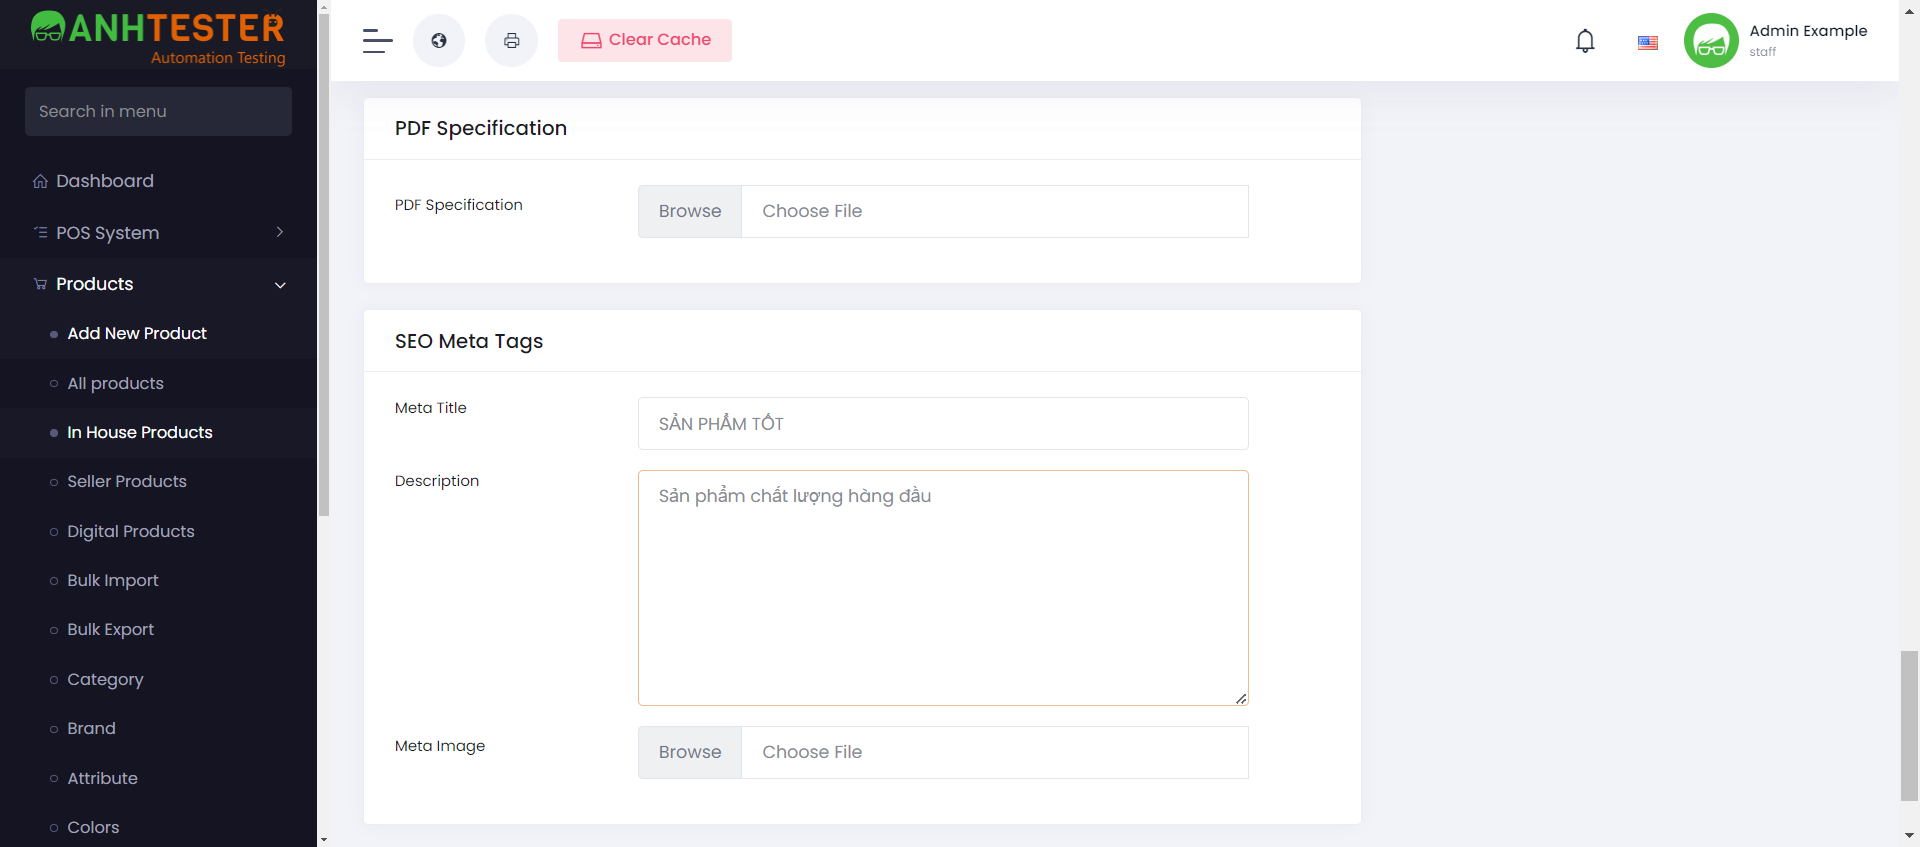 ANHTESTER
Automation Testing
Search in menu
Dashboard
POS System
Products
Add New Product
All products
In House Products
Seller Products
Digital Products
Bulk Import
Bulk Export
Category
Brand
Attribute
Colors
Clear Cache
Admin Example
staff
PDF Specification
PDF Specification
Browse
Choose File
SEO Meta Tags
Meta Title
SẢN PHẨM TỐT
Description
Sản phẩm chất lượng hàng đầu
Meta Image
Browse
Choose File